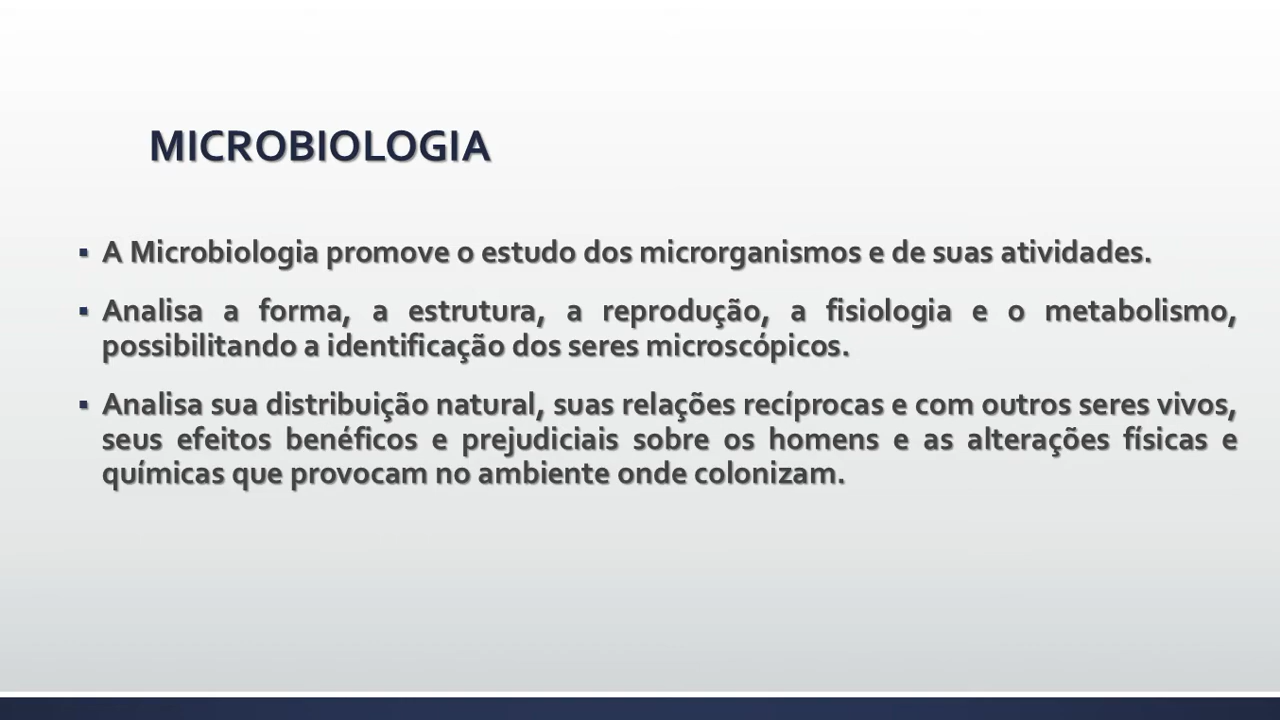 MICROBIOLOGIA
▪ A Microbiologia promove o estudo dos microrganismos e de suas atividades.
▪ Analisa a forma, a estrutura, a reprodução, a fisiologia e o metabolismo,
possibilitando a identificação dos seres microscópicos.
▪ Analisa sua distribuição natural, suas relações recíprocas e com outros seres vivos,
seus efeitos benéficos e prejudiciais sobre os homens e as alterações físicas e
químicas que provocam no ambiente onde colonizam.